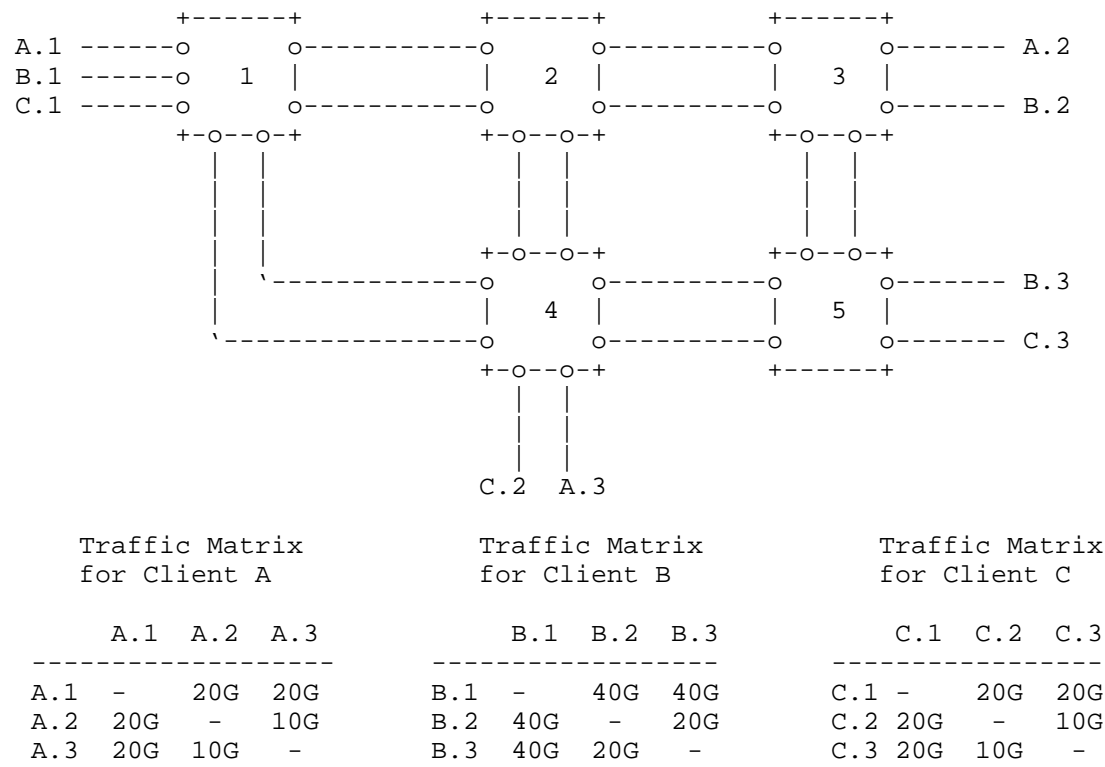 A.1 A.2
B.1 1 2 3
C.1 B.2
B.3
4 5
C.3
C.2 A.3
Traffic Matrix Traffic Matrix Traffic Matrix
for Client A for Client B for Client C
A.1 A.2 A.3 B.1 B.2 B.3 C.1 C.2 C.3
A.1 - 20G 20G B.1 - 40G 40G C.1 - 20G 20G
A.2 20G - 10G B.2 40G - 20G C.2 20G - 10G
A.3 20G 10G - B.3 40G 20G - C.3 20G 10G -